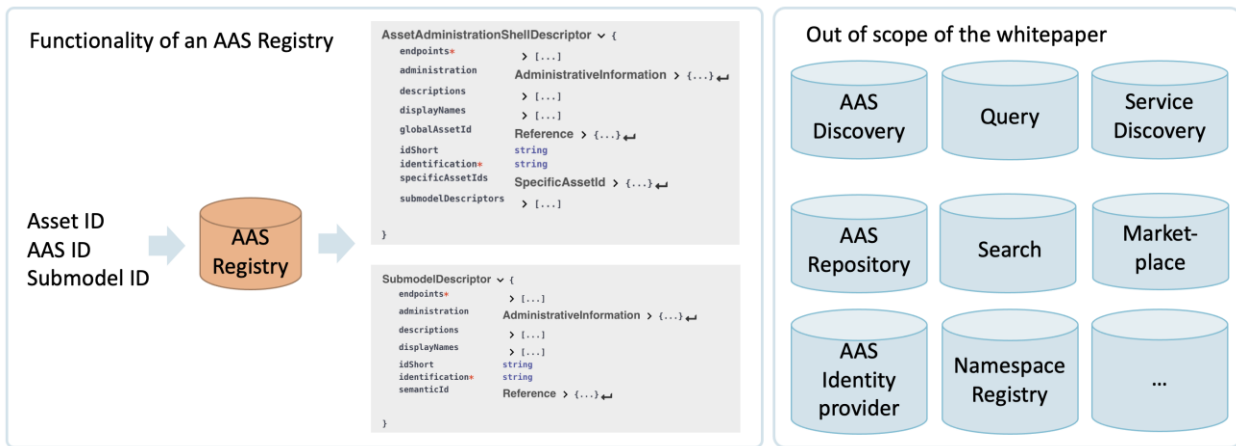 Functionality of an AAS Registry
Asset ID
AAS ID
Submodel ID
AAS
Registry
AssetAdministrationShellDescriptor ⌄ {
endpoints* > [...]
administration AdministrativeInformation > {...} ↵
descriptions > [...]
displayNames > [...]
globalAssetId Reference > {...} ↵
idShort string
identification* string
specificAssetIds SpecificAssetId > {...} ↵
submodelDescriptors > [...]
}
SubmodelDescriptor ⌄ {
endpoints* > [...]
administration AdministrativeInformation > {...} ↵
descriptions > [...]
displayNames > [...]
idShort string
identification* string
semanticId Reference > {...} ↵
}
Out of scope of the whitepaper
AAS
Discovery
Query
Service
Discovery
AAS
Repository
Search
Market-
place
AAS
Identity
provider
Namespace
Registry
...